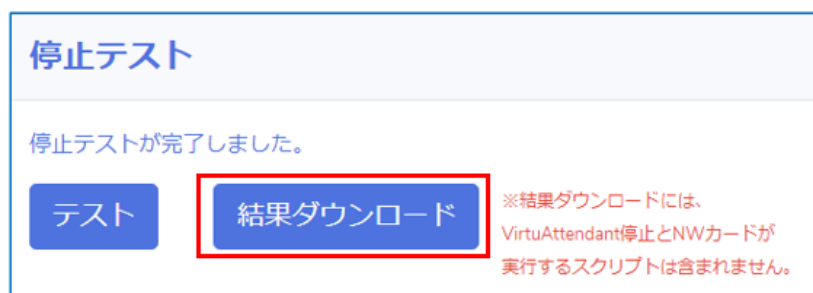 停止テスト
停止テストが完了しました。
テスト
結果ダウンロード
※結果ダウンロードには、
VirtuAttendant停止とNWカードが
実行するスクリプトは含まれません。